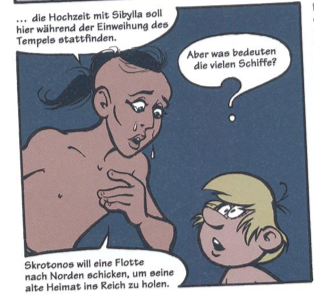 ... die Hochzeit mit Sibylla soll
hier während der Einweihung des
Tempels stattfinden.
Aber was bedeuten
die vielen Schiffe?
Skrotonos will eine Flotte
nach Norden schicken, um seine
alte Heimat ins Reich zu holen.